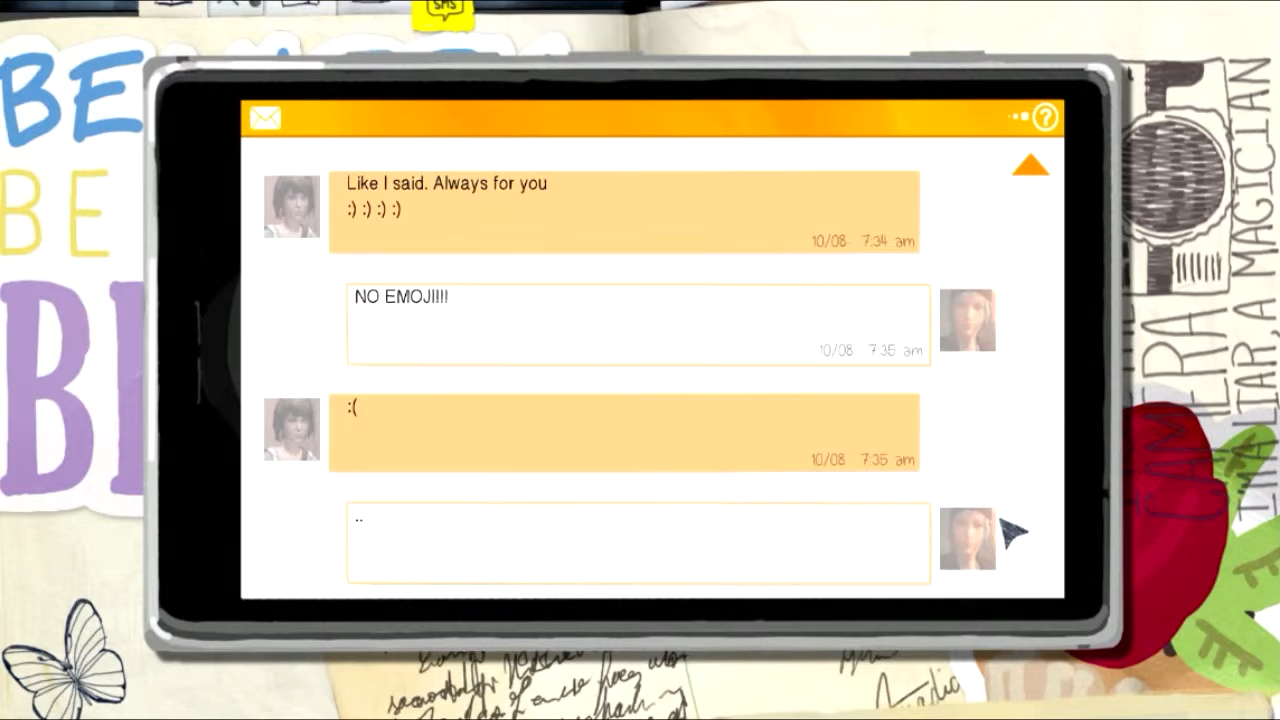 SMS
BE
BE
Like I said. Always for you
:) :) :) :)
10/08 7:34 am
NO EMOJI!!!
10/08 7:35 am
:(
10/08 7:35 am
..
CAMERA
I'M A LIAR, A MAGICIAN